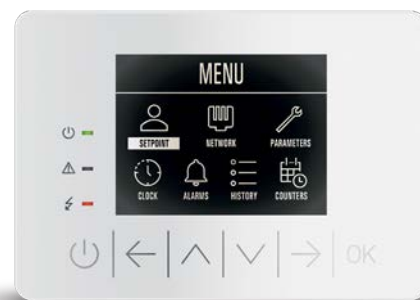 MENU
SETPOINT NETWORK PARAMETERS
CLOCK ALARMS HISTORY COUNTERS
OK